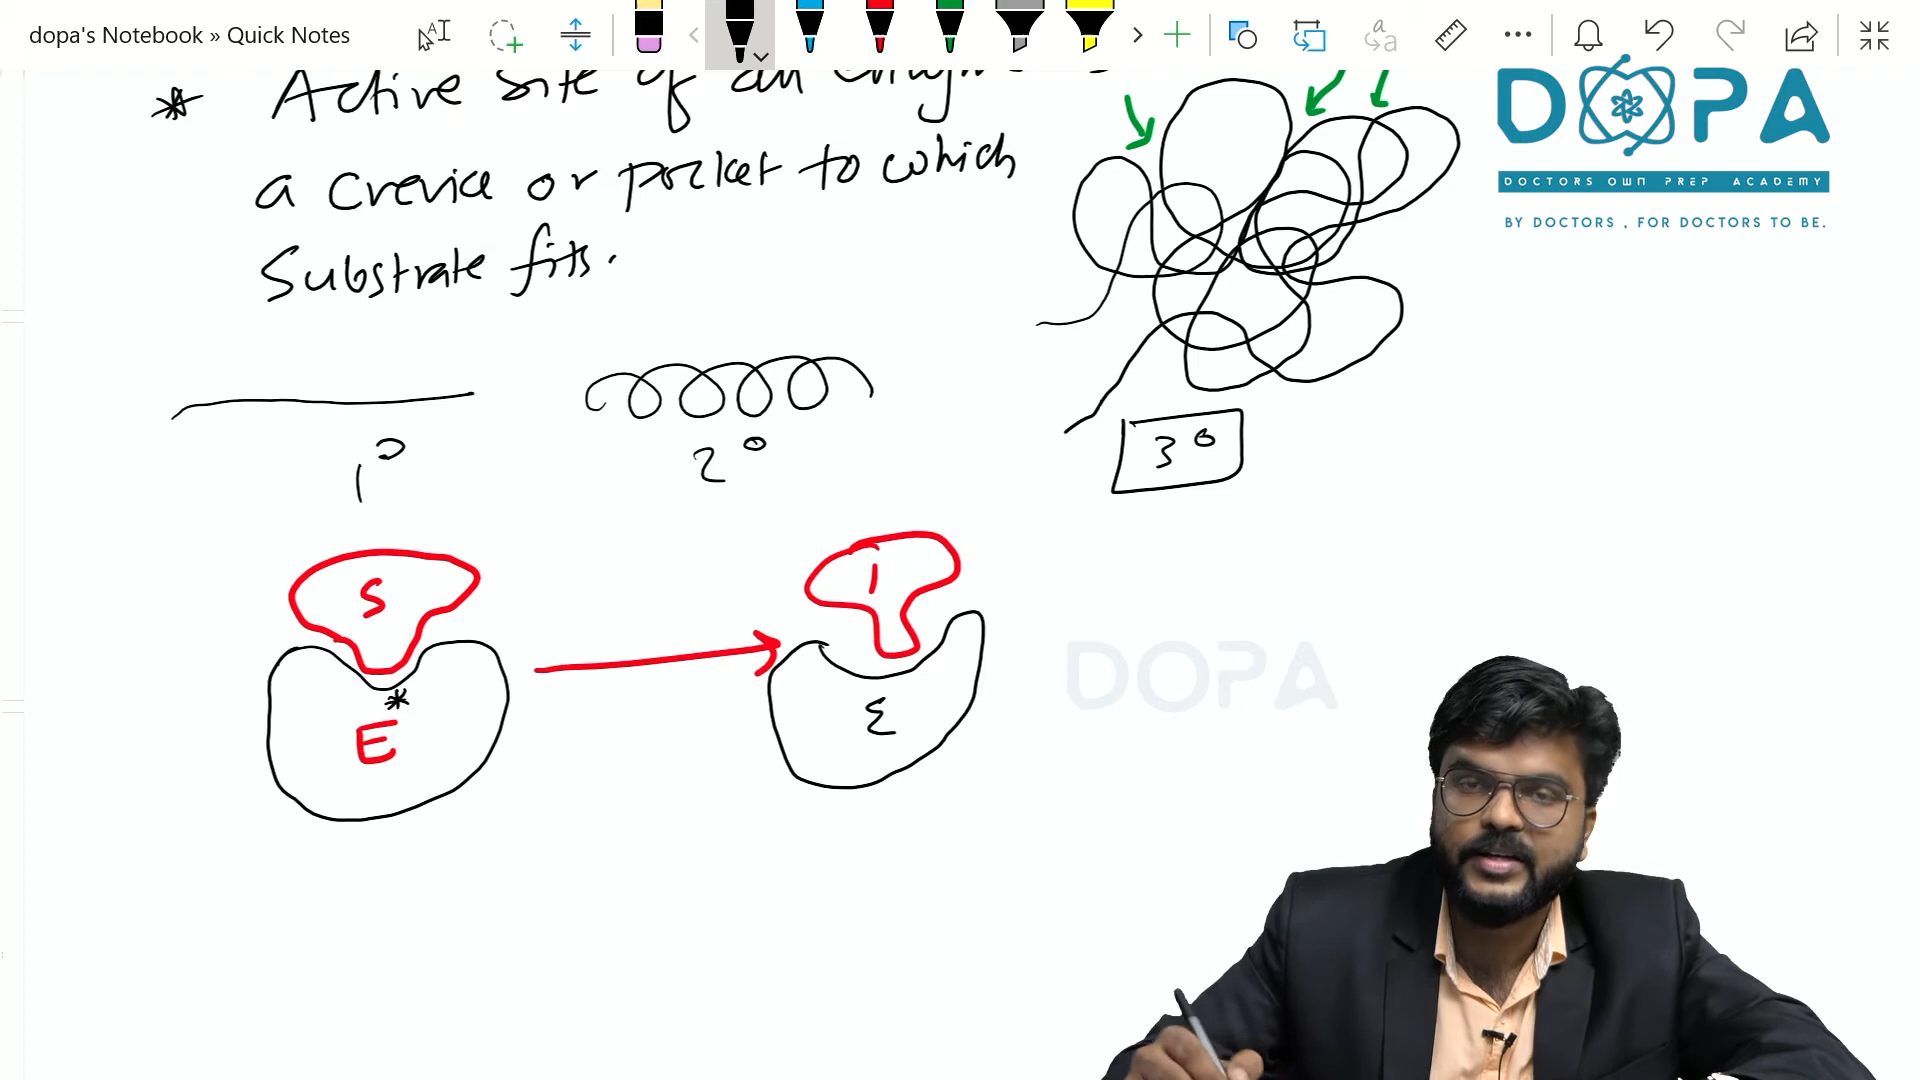 dopa's Notebook » Quick Notes
* Active site of an
a crevice or pocket to which
Substrate fits.
DOPA
DOCTORS OWN PREP ACADEMY
BY DOCTORS , FOR DOCTORS TO BE.
1°
2°
3°
S
E
*
I
E
DOPA